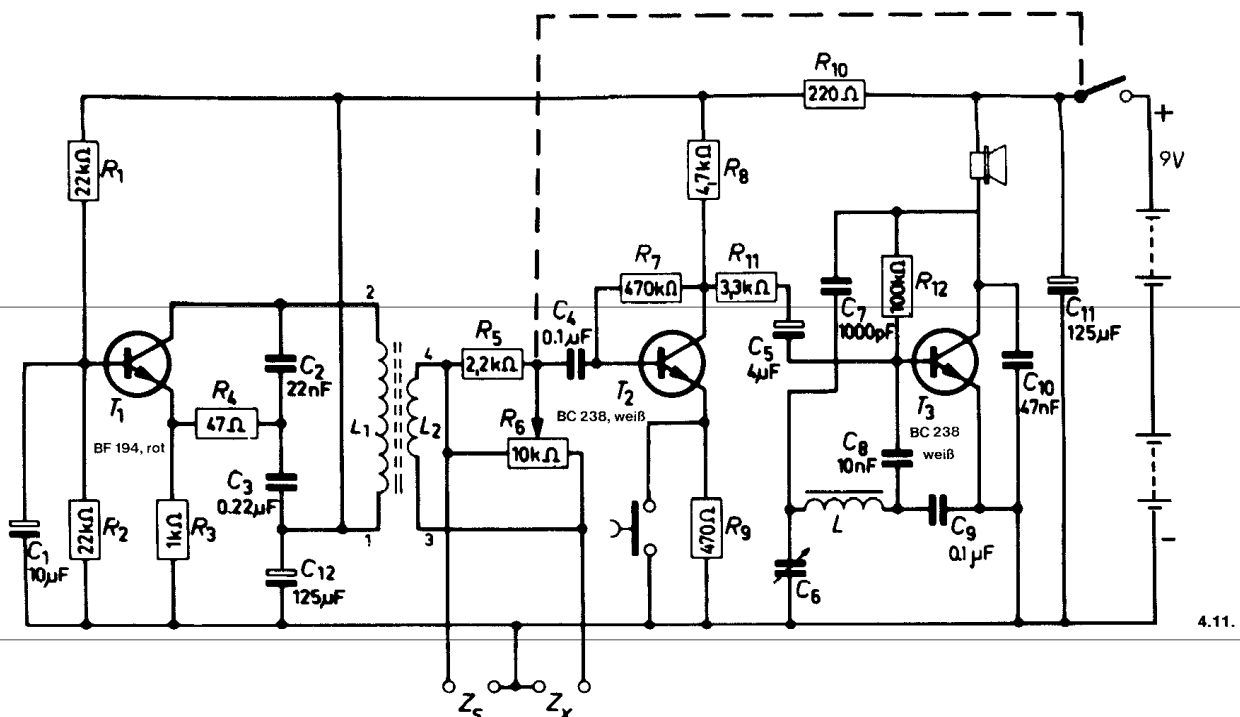 R10
220Ω
+
9V
22kΩ
R1
4,7kΩ
R8
R7
470kΩ
R11
3,3kΩ
100kΩ
R12
C7
1000pF
C11
125µF
2
C4
0.1µF
R5
2,2kΩ
4
C5
4µF
C2
22nF
T1
R4
47Ω
BF 194, rot
L1
L2
R6
10kΩ
T2
BC 238, weiß
T3
BC 238
weiß
C10
47nF
C8
10nF
C3
0.22µF
C1
10µF
22kΩ
R2
1kΩ
R3
1
3
C12
125µF
470Ω
R9
L
C9
0.1µF
C6
-
4.11.
Zs
Zx